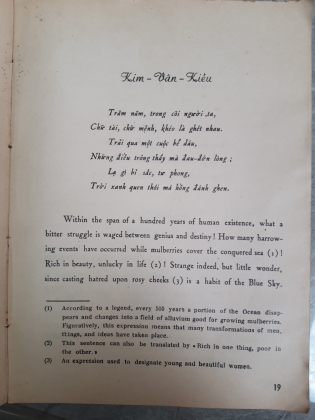 Kim - Vân - Kiều
Trăm năm, trong cõi người ta,
Chữ tài, chữ mệnh, khéo là ghét nhau.
Trải qua một cuộc bể dâu,
Những điều trông thấy mà đau-đớn lòng ;
Lạ gì bỉ sắc, tư phong,
Trời xanh quen thói má hồng đánh ghen.
Within the span of a hundred years of human existence, what a
bitter struggle is waged between genius and destiny ! How many harrow-
ing events have occurred while mulberries cover the conquered sea (1) !
Rich in beauty, unlucky in life (2) ! Strange indeed, but little wonder,
since casting hatred upon rosy cheeks (3) is a habit of the Blue Sky.
(1) According to a legend, every 500 years a portion of the Ocean disap-
pears and changes into a field of alluvium good for growing mulberries.
Figuratively, this expression means that many transformations of men,
things, and ideas have taken place.
(2) This sentence can also be translated by « Rich in one thing, poor in
the other. »
(3) An expression used to designate young and beautiful women.
19